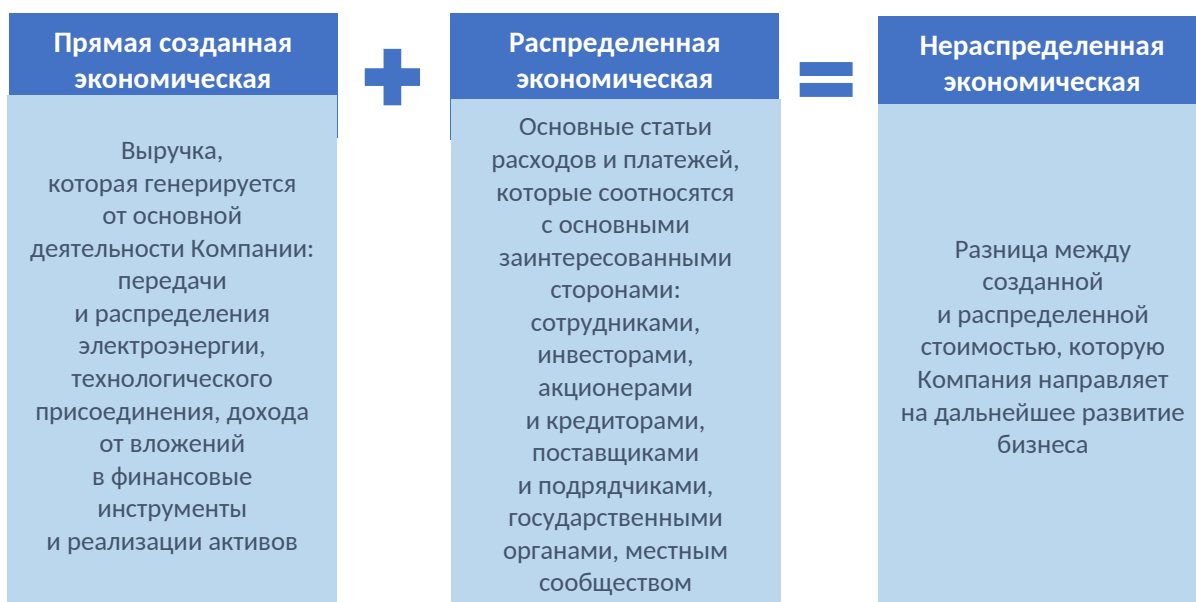 Прямая созданная
экономическая
Выручка,
которая генерируется
от основной
деятельности Компании:
передачи
и распределения
электроэнергии,
технологического
присоединения, дохода
от вложений
в финансовые
инструменты
и реализации активов
Распределенная
экономическая
Основные статьи
расходов и платежей,
которые соотносятся
с основными
заинтересованными
сторонами:
сотрудниками,
инвесторами,
акционерами
и кредиторами,
поставщиками
и подрядчиками,
государственными
органами, местным
сообществом
Нераспределенная
экономическая
Разница между
созданной
и распределенной
стоимостью, которую
Компания направляет
на дальнейшее развитие
бизнеса